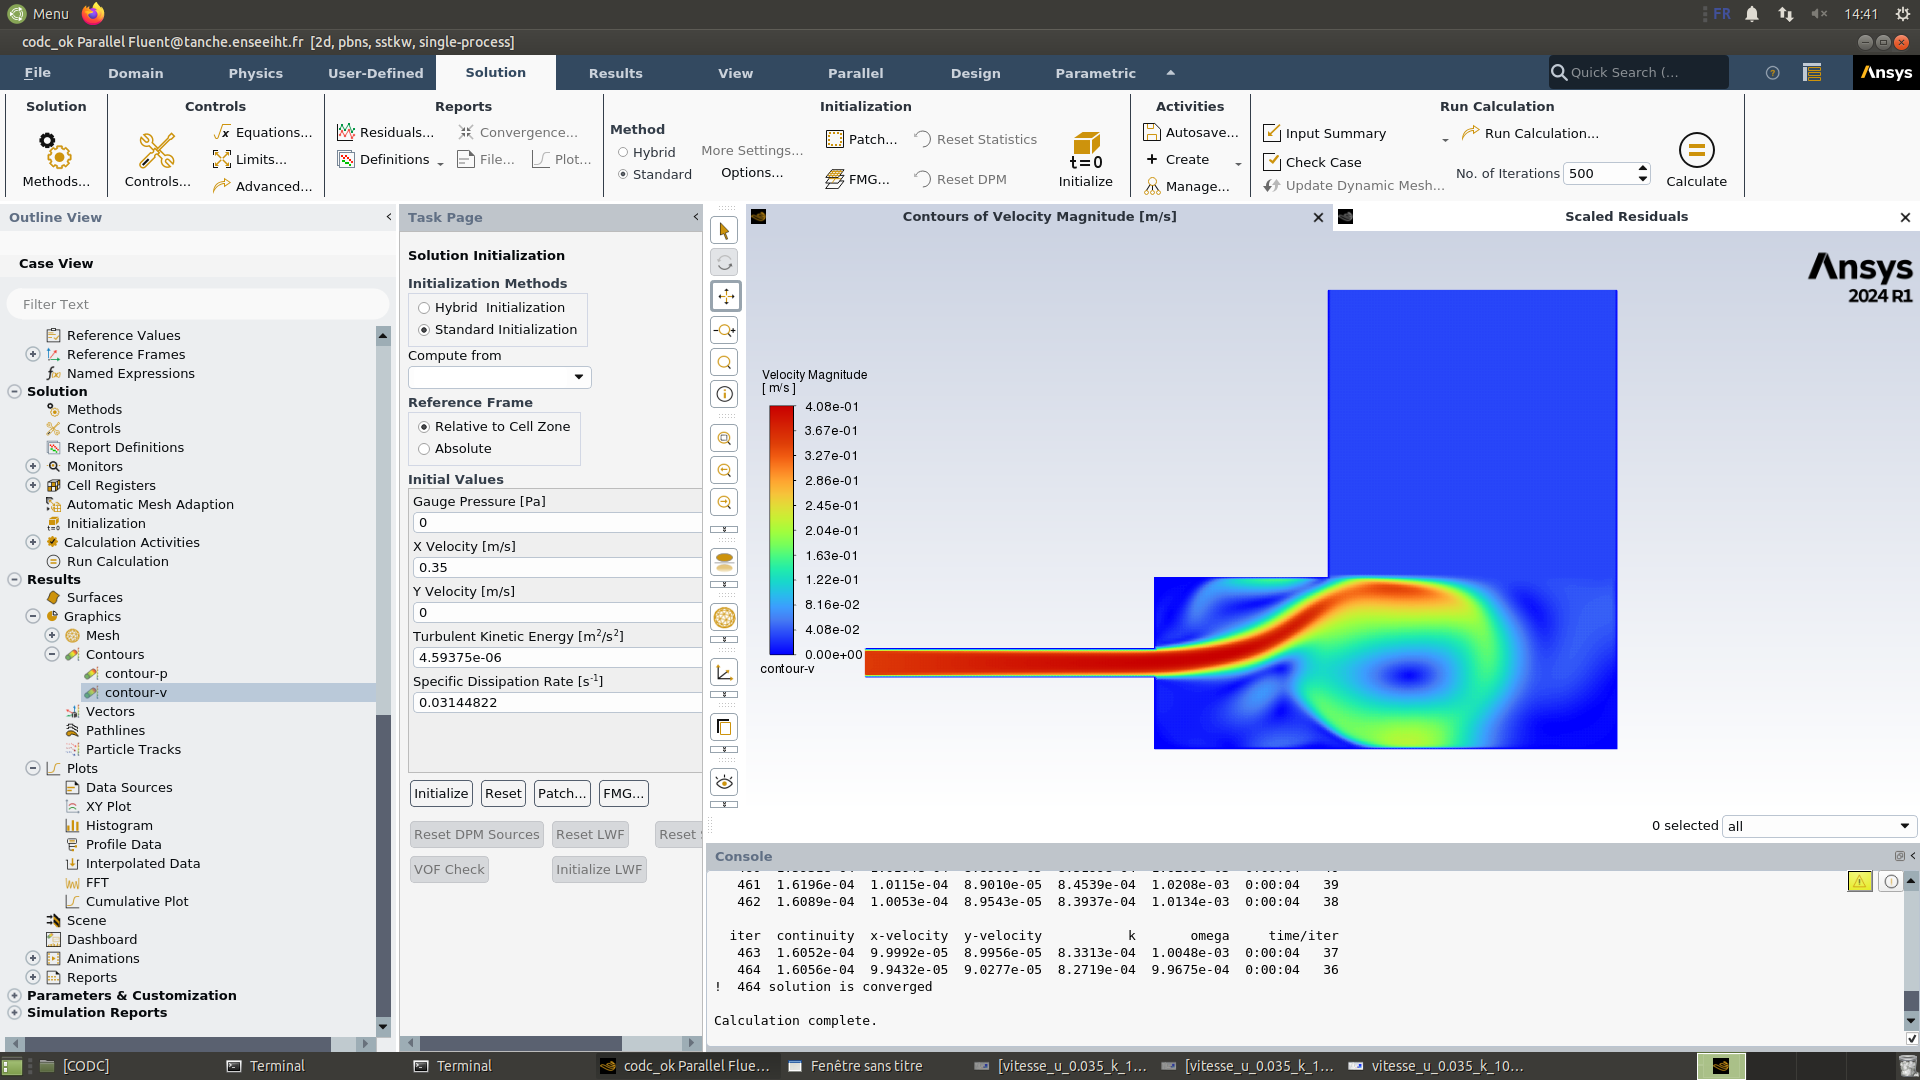 Menu
FR
14:41
codc_ok Parallel Fluent@tanche.enseeiht.fr [2d, pbns, sstkw, single-process]
File Domain Physics User-Defined Solution Results View Parallel Design Parametric
Quick Search (...
Ansys
Solution
Methods...
Controls
Controls...
Equations...
Limits...
Advanced...
Reports
Residuals...
Convergence...
Definitions
File...
Plot...
Initialization
Method
Hybrid
Standard
More Settings...
Options...
Patch...
Reset Statistics
FMG...
Reset DPM
t=0
Initialize
Activities
Autosave...
Create
Manage...
Run Calculation
Input Summary
Run Calculation...
Check Case
Update Dynamic Mesh...
No. of Iterations 500
Calculate
Outline View
Case View
Filter Text
Reference Values
Reference Frames
Named Expressions
Solution
Methods
Controls
Report Definitions
Monitors
Cell Registers
Automatic Mesh Adaption
Initialization
Calculation Activities
Run Calculation
Results
Surfaces
Graphics
Mesh
Contours
contour-p
contour-v
Vectors
Pathlines
Particle Tracks
Plots
Data Sources
XY Plot
Histogram
Profile Data
Interpolated Data
FFT
Cumulative Plot
Scene
Dashboard
Animations
Reports
Parameters & Customization
Simulation Reports
Task Page
Solution Initialization
Initialization Methods
Hybrid Initialization
Standard Initialization
Compute from
Reference Frame
Relative to Cell Zone
Absolute
Initial Values
Gauge Pressure [Pa]
0
X Velocity [m/s]
0.35
Y Velocity [m/s]
0
Turbulent Kinetic Energy [m²/s²]
4.59375e-06
Specific Dissipation Rate [s⁻¹]
0.03144822
Initialize Reset Patch... FMG...
Reset DPM Sources Reset LWF Reset
VOF Check Initialize LWF
Contours of Velocity Magnitude [m/s]
Scaled Residuals
Ansys
2024 R1
Velocity Magnitude
[ m/s ]
4.08e-01
3.67e-01
3.27e-01
2.86e-01
2.45e-01
2.04e-01
1.63e-01
1.22e-01
8.16e-02
4.08e-02
0.00e+00
contour-v
0 selected all
Console
461 1.6196e-04 1.0115e-04 8.9010e-05 8.4539e-04 1.0208e-03 0:00:04 39
462 1.6089e-04 1.0053e-04 8.9543e-05 8.3937e-04 1.0134e-03 0:00:04 38
iter continuity x-velocity y-velocity k omega time/iter
463 1.6052e-04 9.9992e-05 8.9956e-05 8.3313e-04 1.0048e-03 0:00:04 37
464 1.6056e-04 9.9432e-05 9.0277e-05 8.2719e-04 9.9675e-04 0:00:04 36
! 464 solution is converged
Calculation complete.
[CODC]
Terminal
Terminal
codc_ok Parallel Flue...
Fenêtre sans titre
[vitesse_u_0.035_k_1...
[vitesse_u_0.035_k_1...
vitesse_u_0.035_k_10...